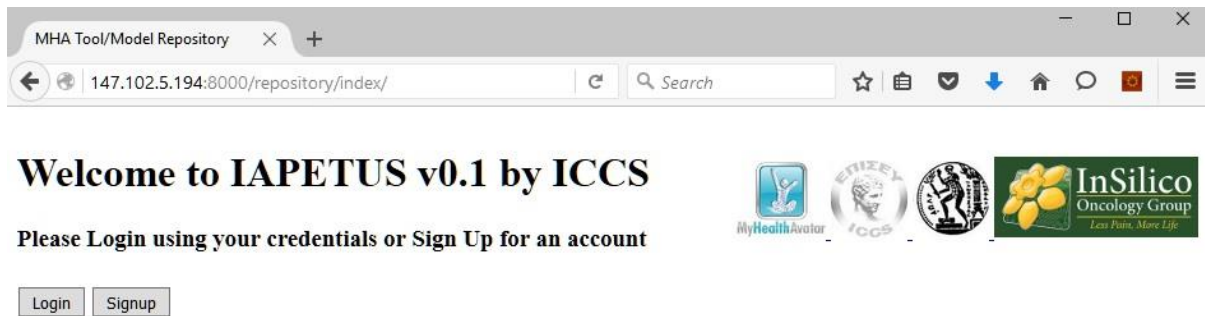 MHA Tool/Model Repository
147.102.5.194:8000/repository/index/
Search
Welcome to IAPETUS v0.1 by ICCS
Please Login using your credentials or Sign Up for an account
MyHealthAvatar
ΕΠΙΣΕΥ
ICCS
InSilico
Oncology Group
Less Pain, More Life
Login
Signup